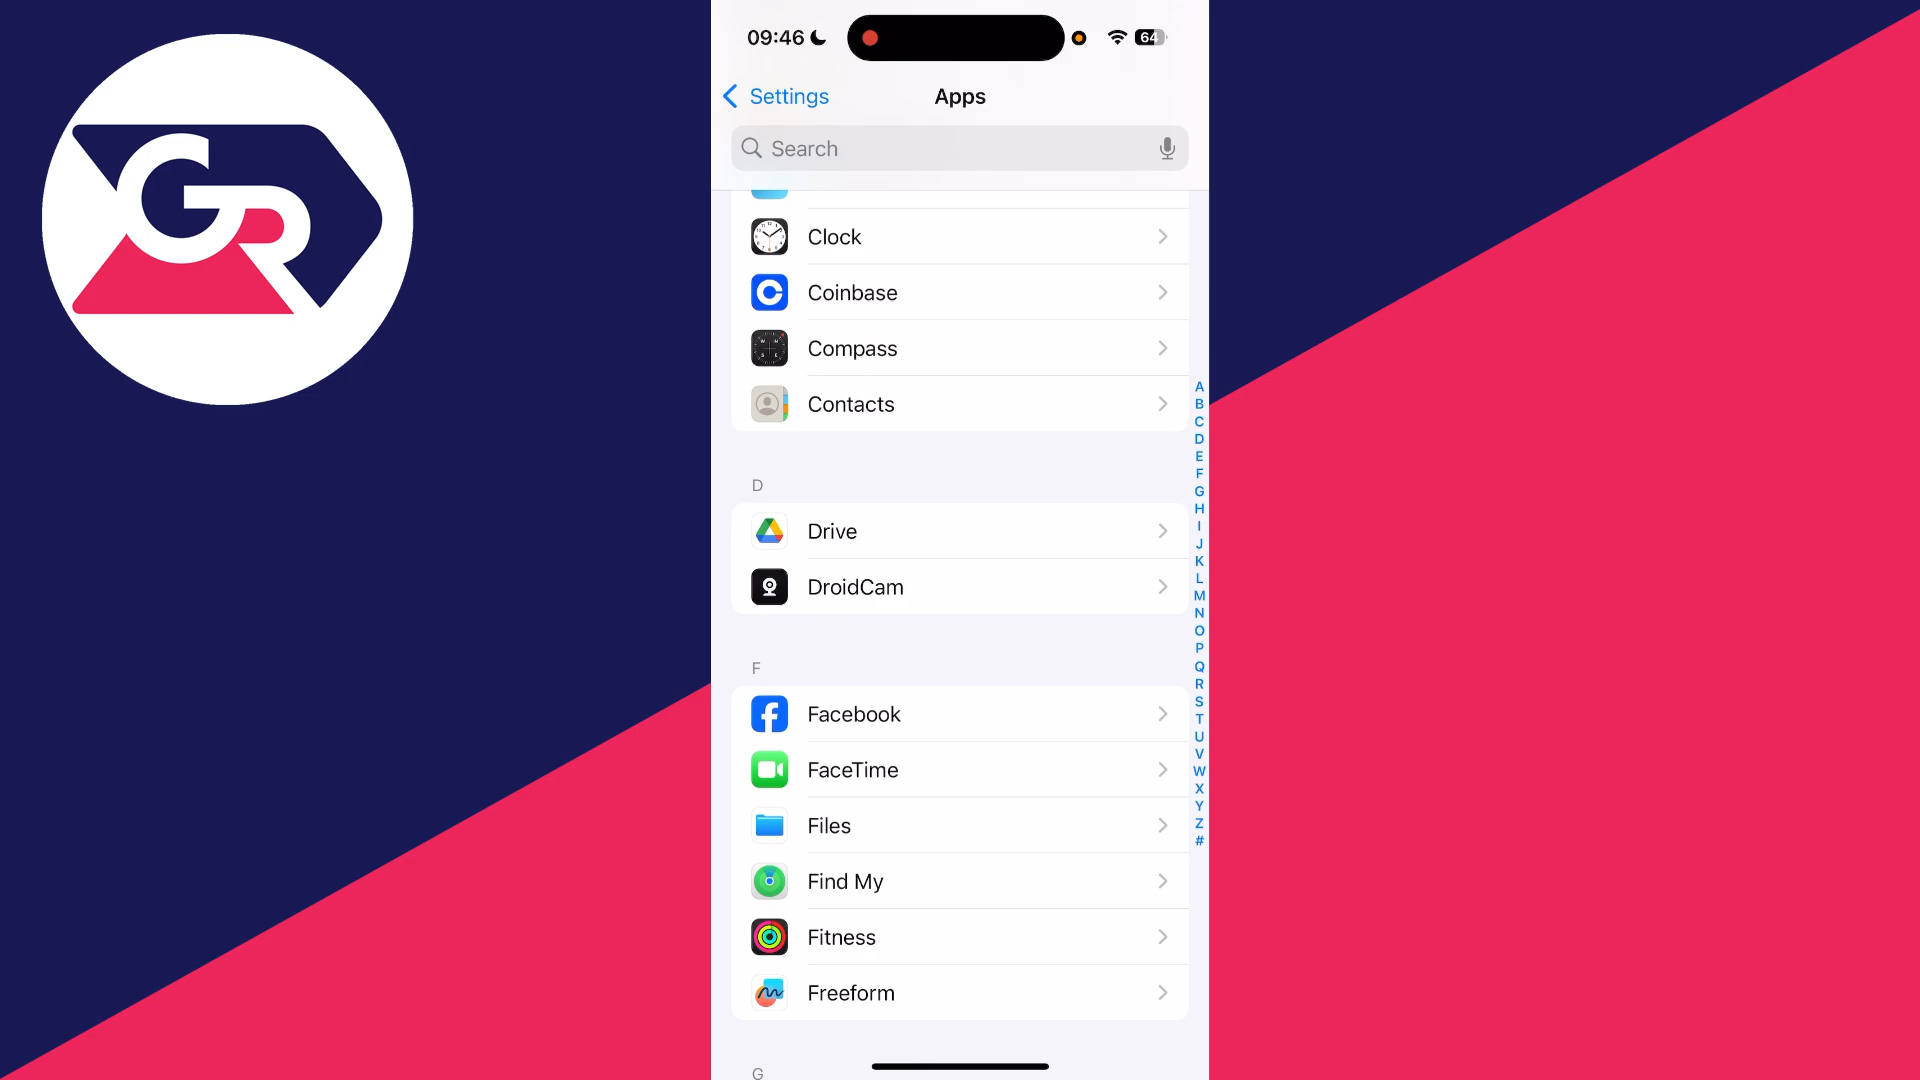 GR
09:46
64
Settings
Apps
Search
Clock
Coinbase
Compass
Contacts
D
Drive
DroidCam
F
Facebook
FaceTime
Files
Find My
Fitness
Freeform
G
A
B
C
D
E
F
G
H
I
J
K
L
M
N
O
P
Q
R
S
T
U
V
W
X
Y
Z
#